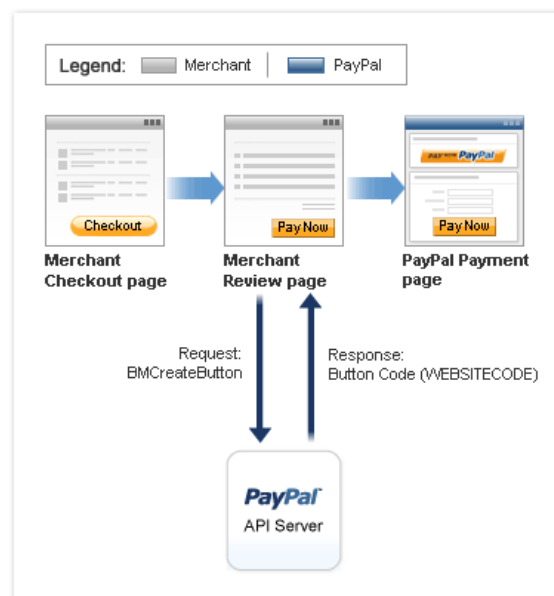 Legend: Merchant PayPal
Checkout
Pay Now
PayPal
Pay Now
Merchant
Checkout page
Merchant
Review page
PayPal Payment
page
Request:
BMCreateButton
Response:
Button Code (WEBSITECODE)
PayPal
API Server